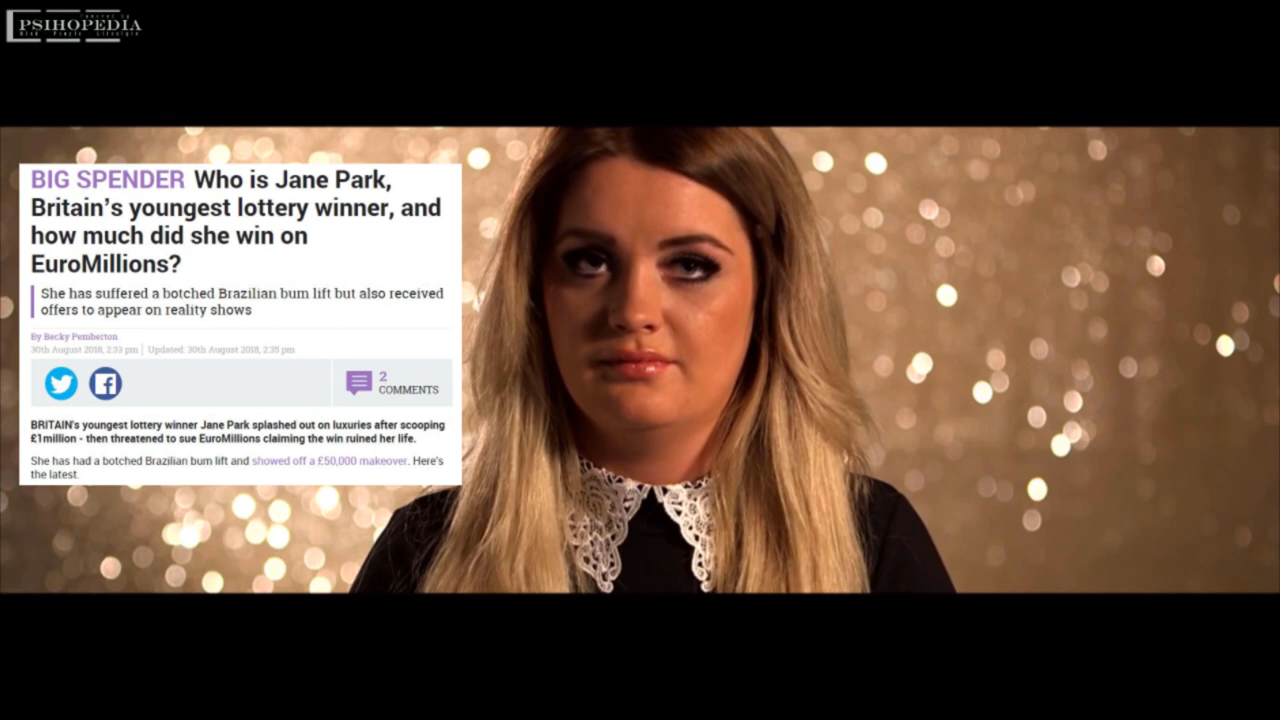 PSIHOPEDIA
BIG SPENDER Who is Jane Park,
Britain's youngest lottery winner, and
how much did she win on
EuroMillions?
She has suffered a botched Brazilian bum lift but also received
offers to appear on reality shows
By Becky Pemberton
30th August 2018, 2:33 pm | Updated: 30th August 2018, 2:35 pm
2
COMMENTS
BRITAIN's youngest lottery winner Jane Park splashed out on luxuries after scooping
£1million - then threatened to sue EuroMillions claiming the win ruined her life.
She has had a botched Brazilian bum lift and showed off a £50,000 makeover. Here's
the latest.